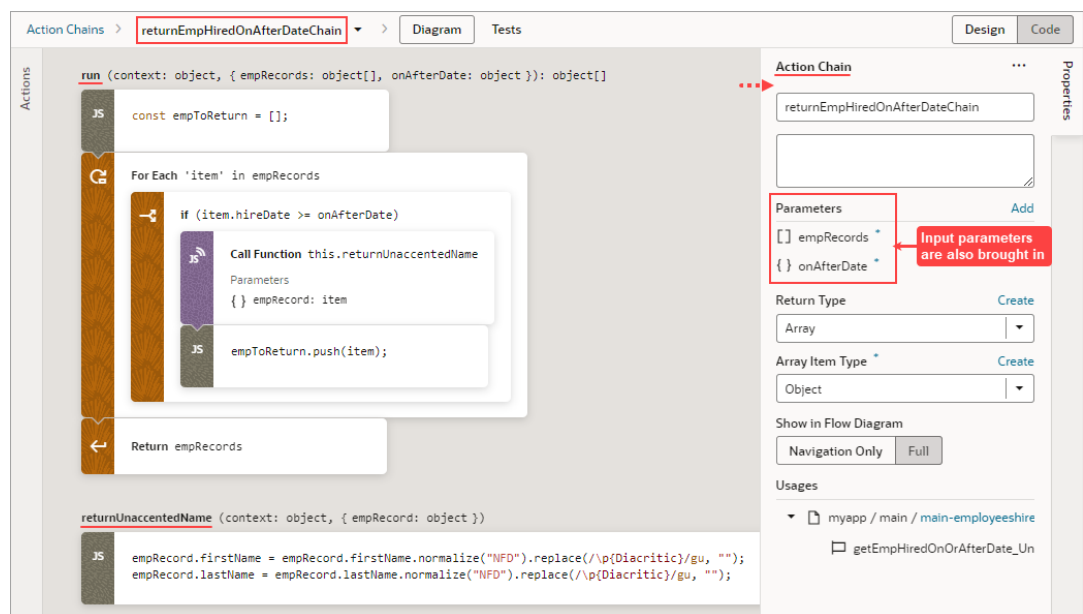 Action Chains > returnEmpHiredOnAfterDateChain > Diagram Tests Design Code
Actions
run (context: object, { empRecords: object[], onAfterDate: object }): object[]
JS const empToReturn = [];
For Each 'item' in empRecords
if (item.hireDate >= onAfterDate)
JS Call Function this.returnUnaccentedName
Parameters
{ } empRecord: item
JS empToReturn.push(item);
Return empRecords
returnUnaccentedName (context: object, { empRecord: object })
JS empRecord.firstName = empRecord.firstName.normalize("NFD").replace(/\p{Diacritic}/gu, "");
empRecord.lastName = empRecord.lastName.normalize("NFD").replace(/\p{Diacritic}/gu, "");
Action Chain ...
returnEmpHiredOnAfterDateChain
Parameters Add
[ ] empRecords *
{ } onAfterDate *
Input parameters
are also brought in
Return Type Create
Array
Array Item Type * Create
Object
Show in Flow Diagram
Navigation Only Full
Usages
myapp / main / main-employeeshire
getEmpHiredOnOrAfterDate_Un
Properties